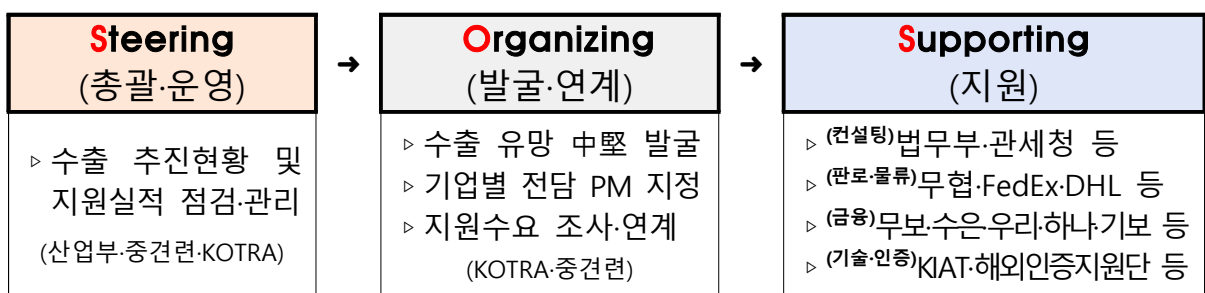 Steering
(총괄·운영)
▹ 수출 추진현황 및
지원실적 점검·관리
(산업부·중견련·KOTRA)
➜
Organizing
(발굴·연계)
▹ 수출 유망 中堅 발굴
▹ 기업별 전담 PM 지정
▹ 지원수요 조사·연계
(KOTRA·중견련)
➜
Supporting
(지원)
▹ (컨설팅)법무부·관세청 등
▹ (판로·물류)무협·FedEx·DHL 등
▹ (금융)무보·수은·우리·하나·기보 등
▹ (기술·인증)KIAT·해외인증지원단 등